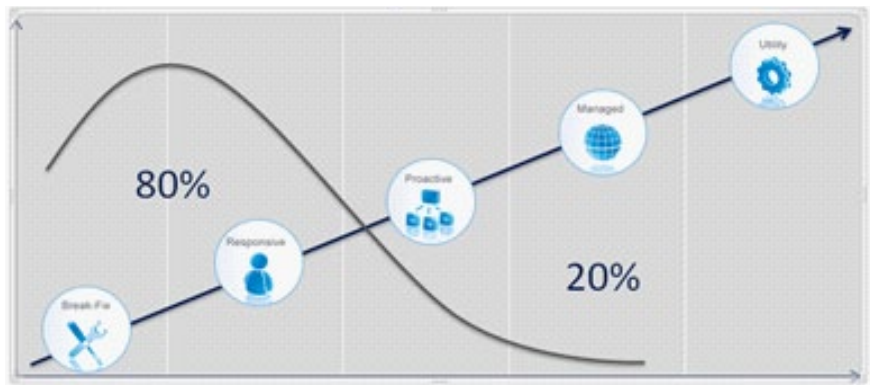 Utility
Managed
Proactive
80%
Responsive
20%
Break-Fix